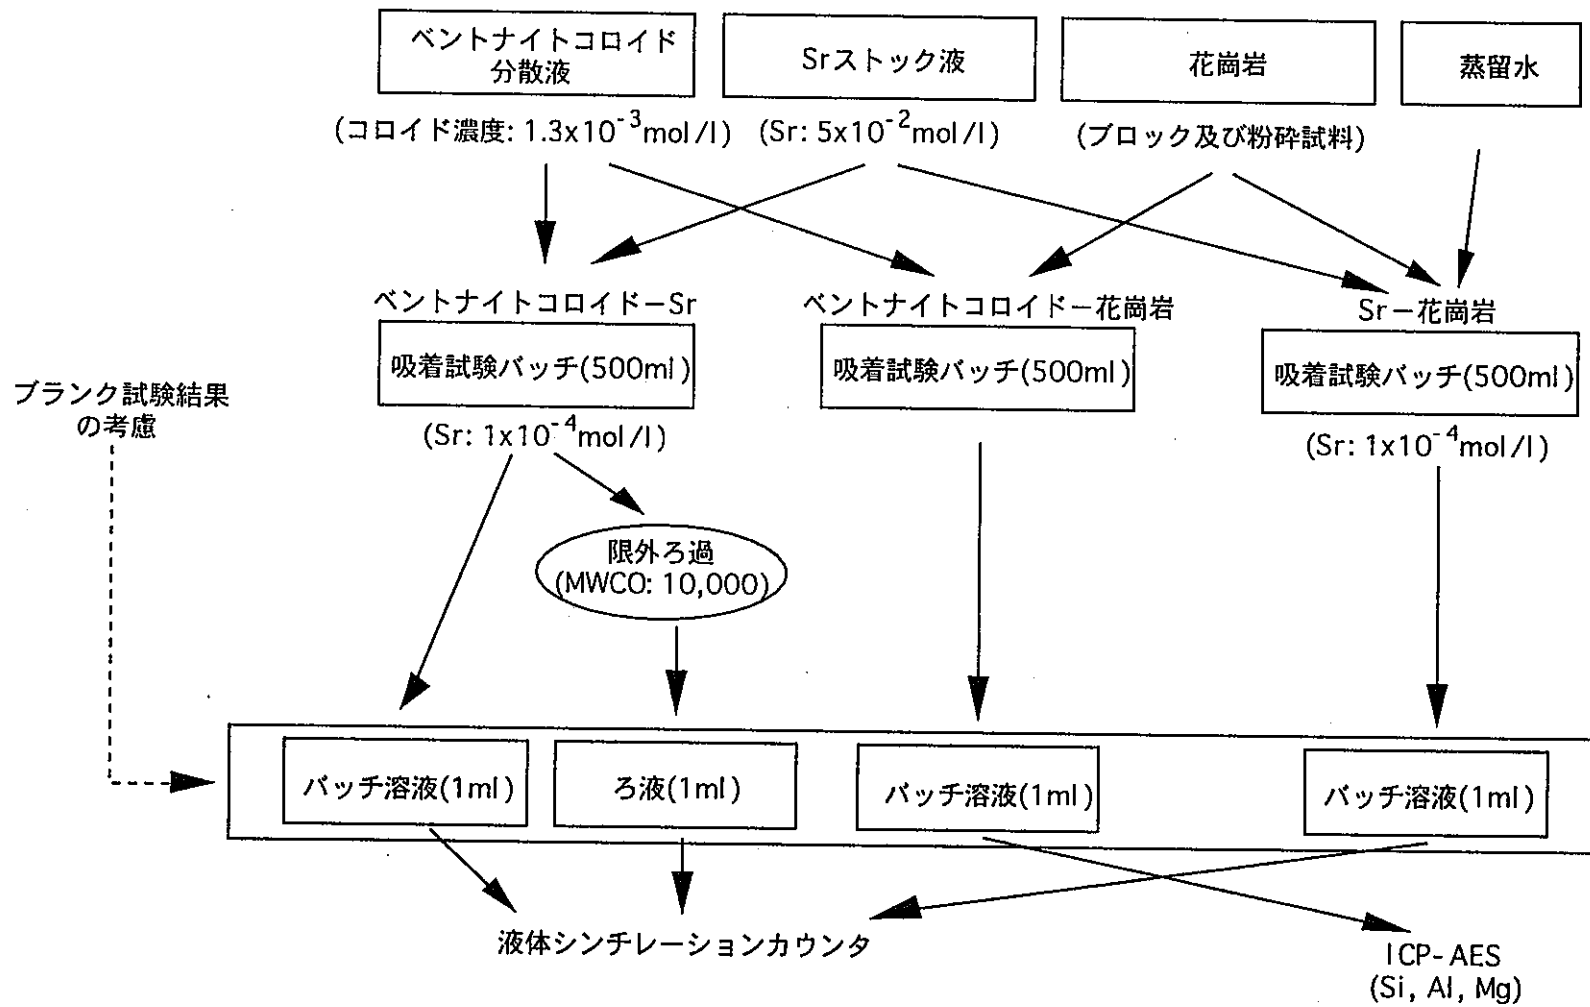 ベントナイトコロイド
分散液
Srストック液
花崗岩
蒸留水
(コロイド濃度: 1.3x10⁻³mol/l)
(Sr: 5x10⁻²mol/l)
(ブロック及び粉砕試料)
ベントナイトコロイドーSr
ベントナイトコロイドー花崗岩
Srー花崗岩
吸着試験バッチ(500ml)
吸着試験バッチ(500ml)
吸着試験バッチ(500ml)
ブランク試験結果
の考慮
(Sr: 1x10⁻⁴mol/l)
(Sr: 1x10⁻⁴mol/l)
限外ろ過
(MWCO: 10,000)
バッチ溶液(1ml)
ろ液(1ml)
バッチ溶液(1ml)
バッチ溶液(1ml)
液体シンチレーションカウンタ
ICP-AES
(Si, Al, Mg)